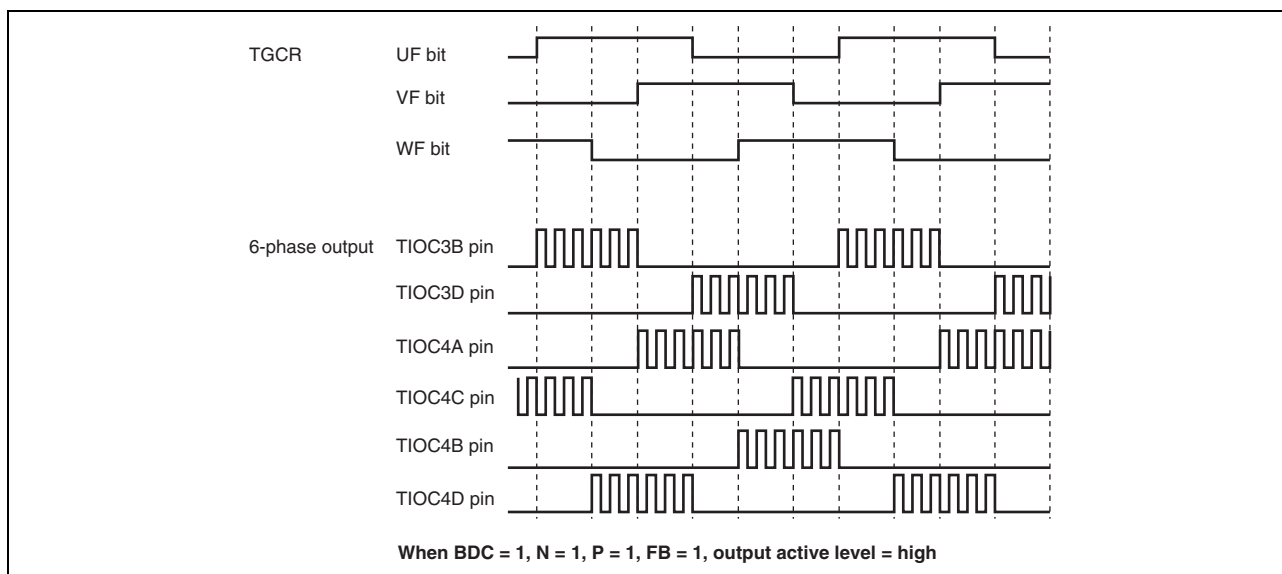 TGCR UF bit
VF bit
WF bit
6-phase output TIOC3B pin
TIOC3D pin
TIOC4A pin
TIOC4C pin
TIOC4B pin
TIOC4D pin
When BDC = 1, N = 1, P = 1, FB = 1, output active level = high